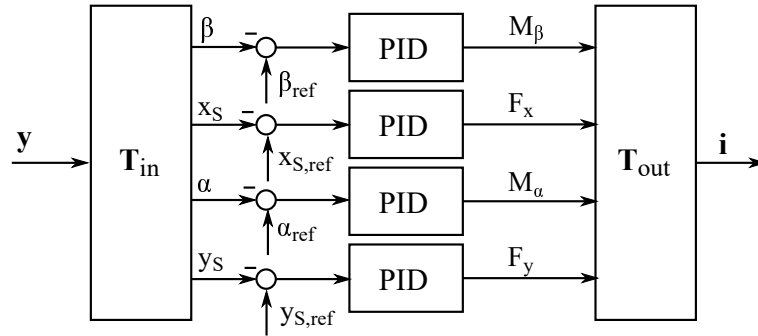 β
−
PID
M_β
β_ref
x_S
−
PID
F_x
y
T_in
x_S,ref
T_out
i
α
−
PID
M_α
α_ref
y_S
−
PID
F_y
y_S,ref